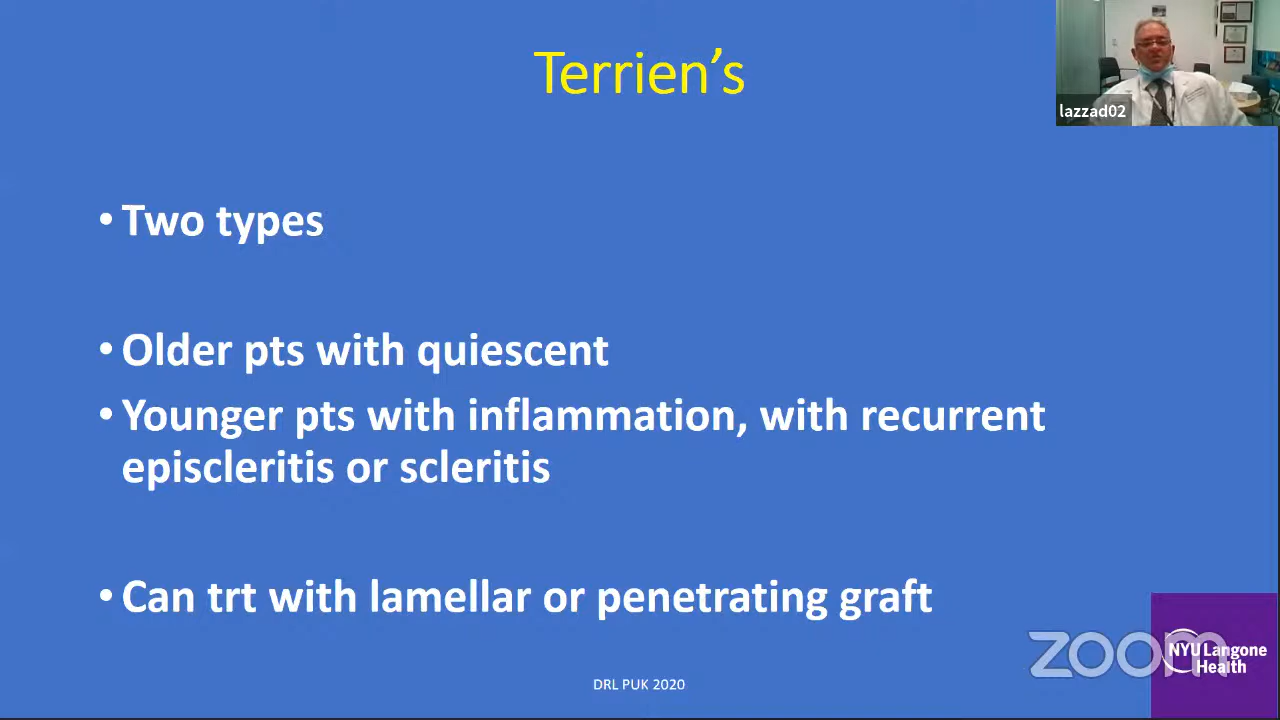 Terrien’s
lazzad02
• Two types
• Older pts with quiescent
• Younger pts with inflammation, with recurrent
episcleritis or scleritis
• Can trt with lamellar or penetrating graft
zoom
NYU Langone
Health
DRL PUK 2020